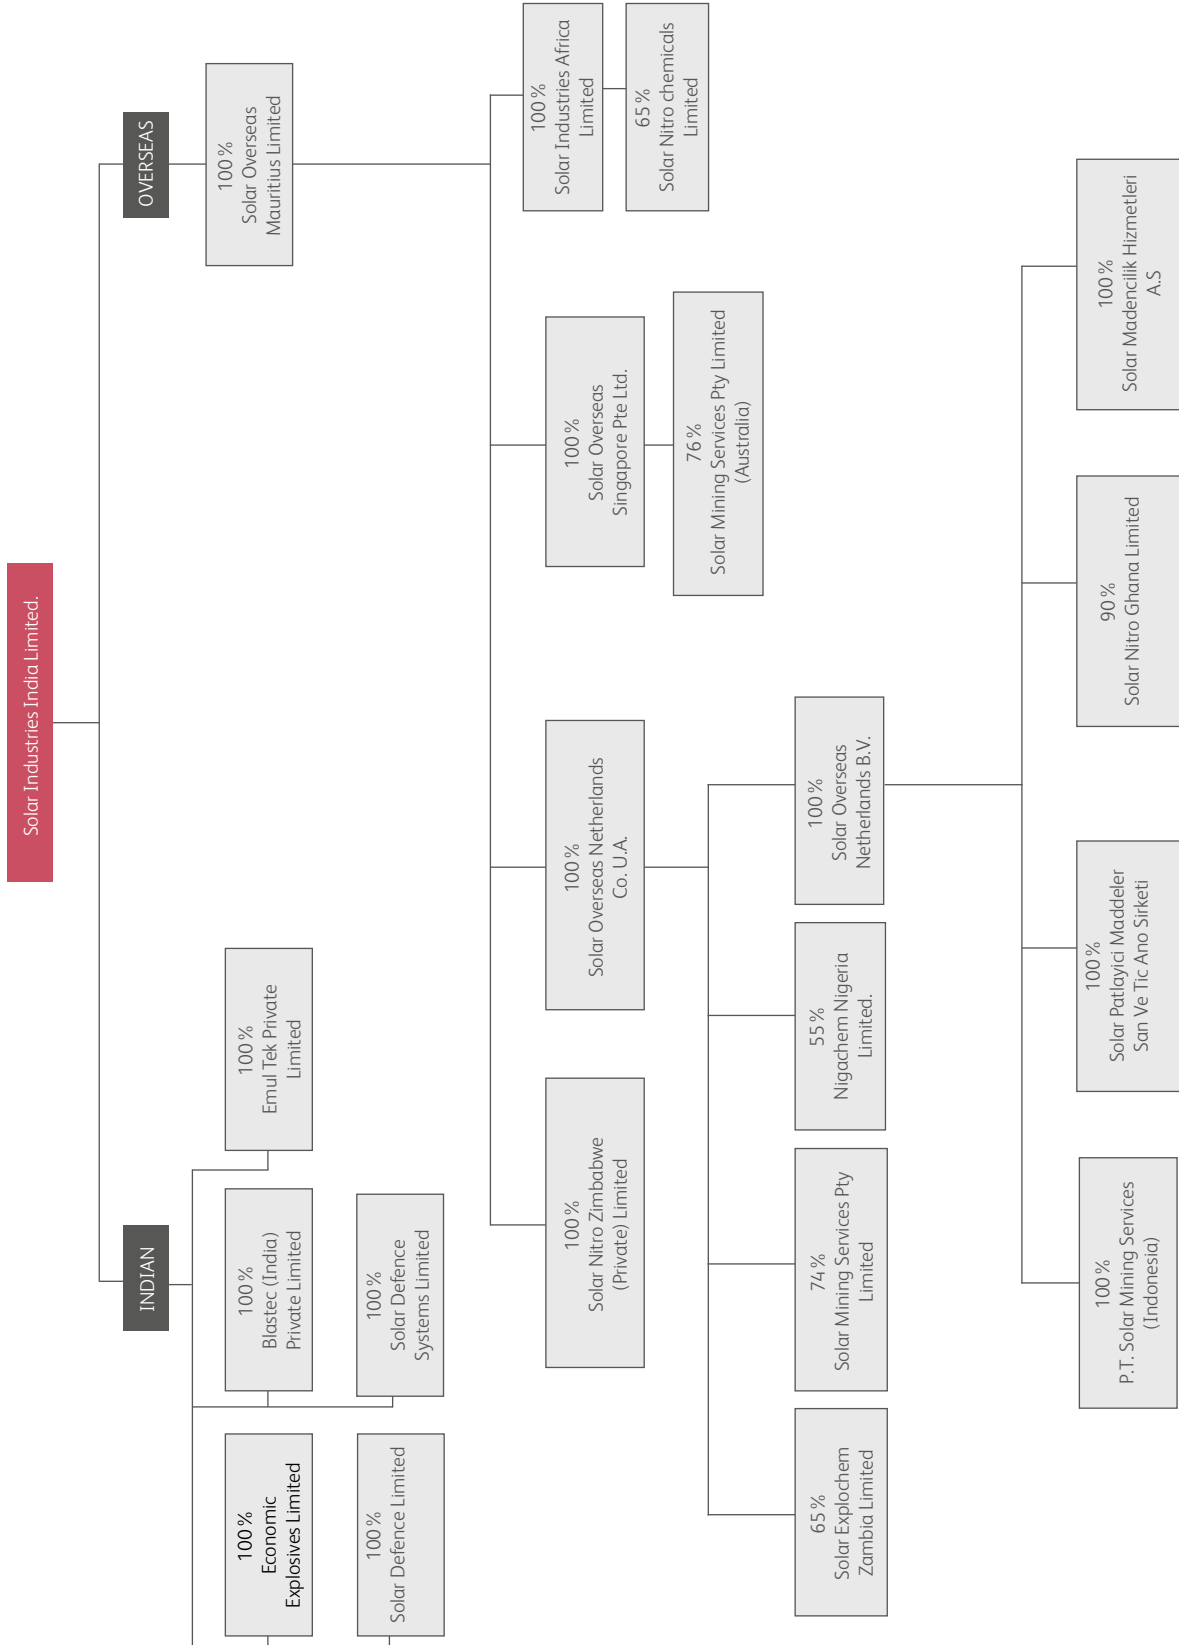 Solar Industries India Limited.
INDIAN
OVERSEAS
100%
Economic
Explosives Limited
100%
Blastec (India)
Private Limited
100%
Emul Tek Private
Limited
100%
Solar Defence Limited
100%
Solar Defence
Systems Limited
100%
Solar Overseas
Mauritius Limited
100%
Solar Nitro Zimbabwe
(Private) Limited
100%
Solar Overseas Netherlands
Co. U.A.
100%
Solar Overseas
Singapore Pte Ltd.
100%
Solar Industries Africa
Limited
76%
Solar Mining Services Pty Limited
(Australia)
65%
Solar Nitro chemicals
Limited
65%
Solar Explochem
Zambia Limited
74%
Solar Mining Services Pty
Limited
55%
Nigachem Nigeria
Limited.
100%
Solar Overseas
Netherlands B.V.
100%
P.T. Solar Mining Services
(Indonesia)
100%
Solar Patlayici Maddeler
San Ve Tic Ano Sirketi
90%
Solar Nitro Ghana Limited
100%
Solar Madencilik Hizmetleri
A.S